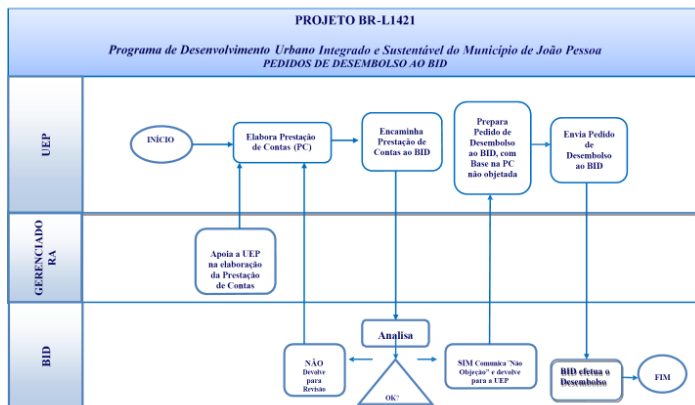 PROJETO BR-L1421
Programa de Desenvolvimento Urbano Integrado e Sustentável do Município de João Pessoa
PEDIDOS DE DESEMBOLSO AO BID
UEP
INÍCIO
Elabora Prestação
de Contas (PC)
Encaminha
Prestação de
Contas ao BID
Prepara
Pedido de
Desembolso
ao BID, com
Base na PC
não objetada
Envia Pedido
de
Desembolso
ao BID
GERENCIADO
RA
Apoia a UEP
na elaboração
da Prestação
de Contas
BID
NÃO
Devolve
para
Revisão
Analisa
OK?
SIM Comunica "Não
Objeção" e devolve
para a UEP
BID efetua o
Desembolso
FIM